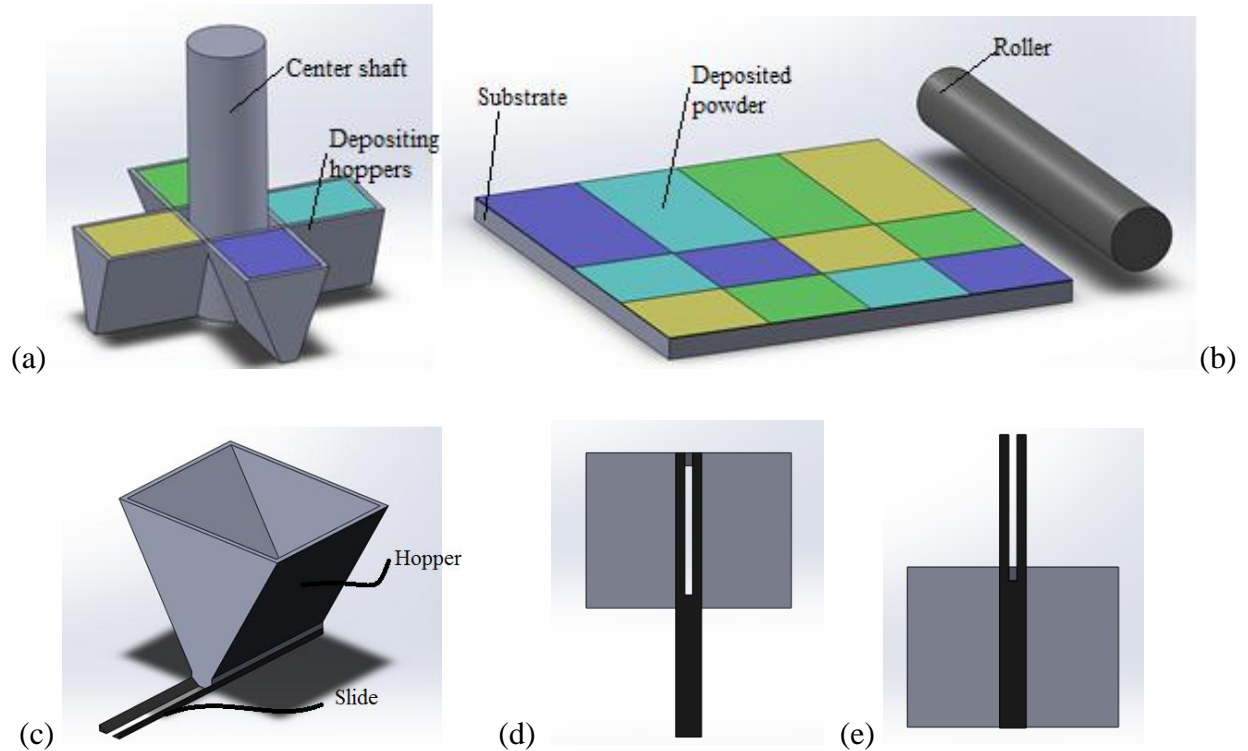 Center shaft
Depositing
hoppers
(a)
Substrate
Deposited
powder
Roller
(b)
Hopper
Slide
(c)
(d)
(e)